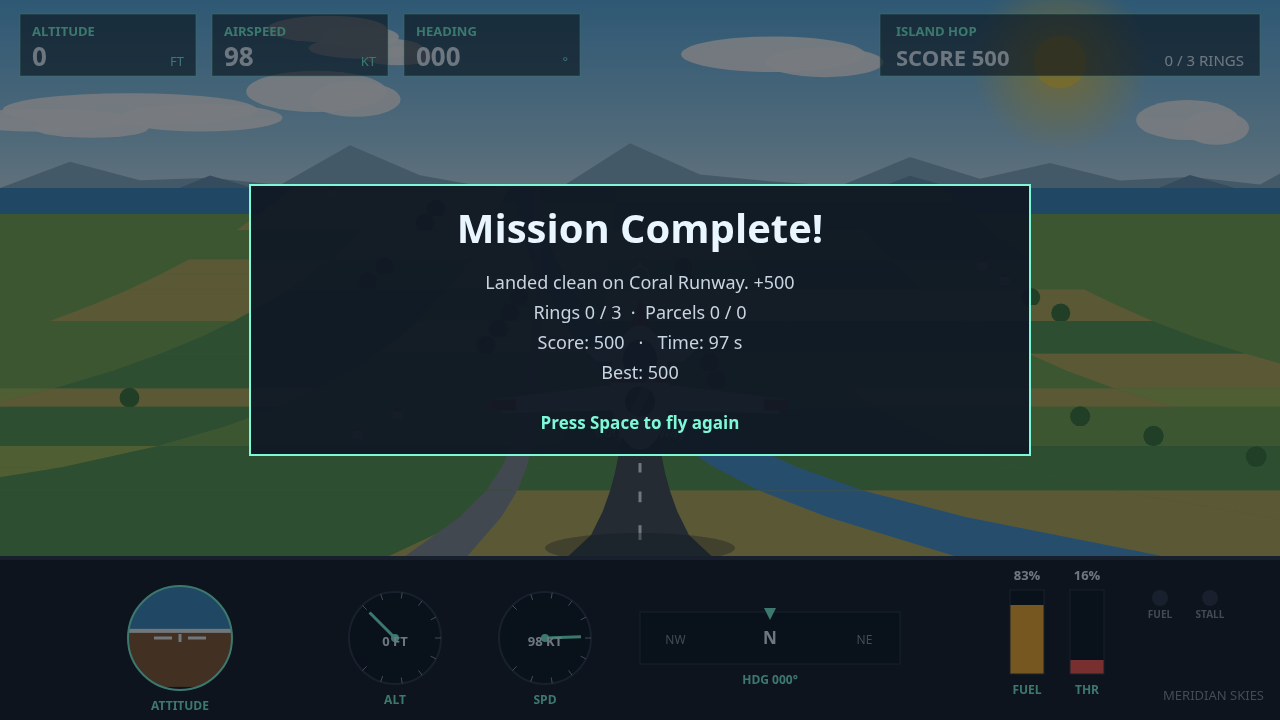 ALTITUDE
0 FT
AIRSPEED
98 KT
HEADING
000 °
ISLAND HOP
SCORE 500 0 / 3 RINGS
Mission Complete!
Landed clean on Coral Runway. +500
Rings 0 / 3 · Parcels 0 / 0
Score: 500 · Time: 97 s
Best: 500
Press Space to fly again
ATTITUDE
0 FT
ALT
98 KT
SPD
NW N NE
HDG 000°
83%
FUEL
16%
THR
FUEL
STALL
MERIDIAN SKIES